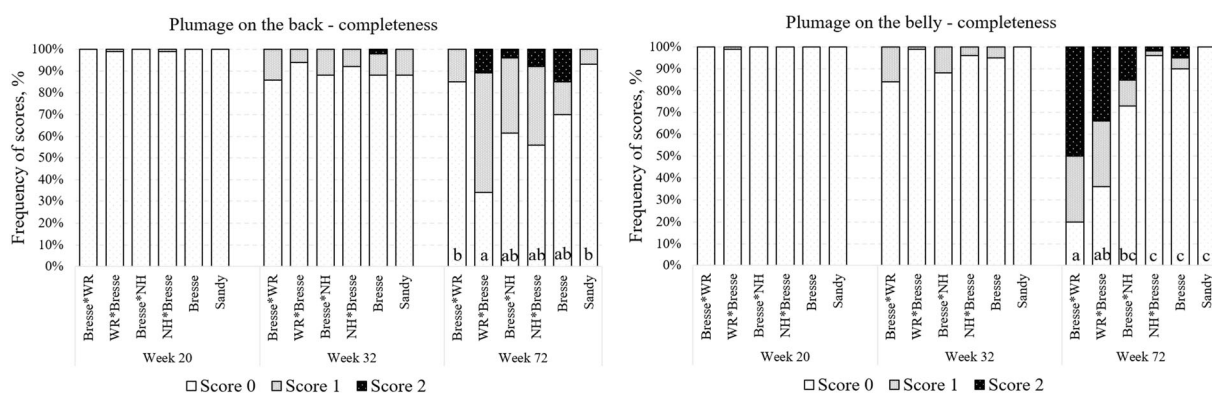 Plumage on the back - completeness
Frequency of scores, %
100%
90%
80%
70%
60%
50%
40%
30%
20%
10%
0%
b a ab ab ab b
Bresse*WR
WR*Bresse
Bresse*NH
NH*Bresse
Bresse
Sandy
Bresse*WR
WR*Bresse
Bresse*NH
NH*Bresse
Bresse
Sandy
Bresse*WR
WR*Bresse
Bresse*NH
NH*Bresse
Bresse
Sandy
Week 20 Week 32 Week 72
Score 0 Score 1 Score 2
Plumage on the belly - completeness
Frequency of scores, %
100%
90%
80%
70%
60%
50%
40%
30%
20%
10%
0%
a ab bc c c c
Bresse*WR
WR*Bresse
Bresse*NH
NH*Bresse
Bresse
Sandy
Bresse*WR
WR*Bresse
Bresse*NH
NH*Bresse
Bresse
Sandy
Bresse*WR
WR*Bresse
Bresse*NH
NH*Bresse
Bresse
Sandy
Week 20 Week 32 Week 72
Score 0 Score 1 Score 2